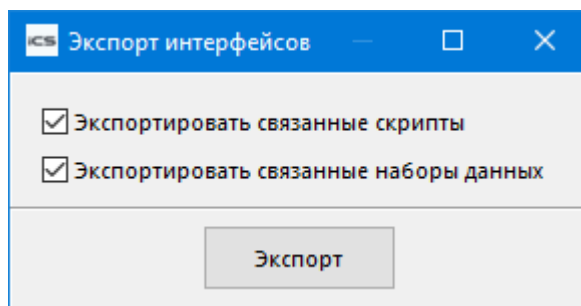 iCS Экспорт интерфейсов
Экспортировать связанные скрипты
Экспортировать связанные наборы данных
Экспорт